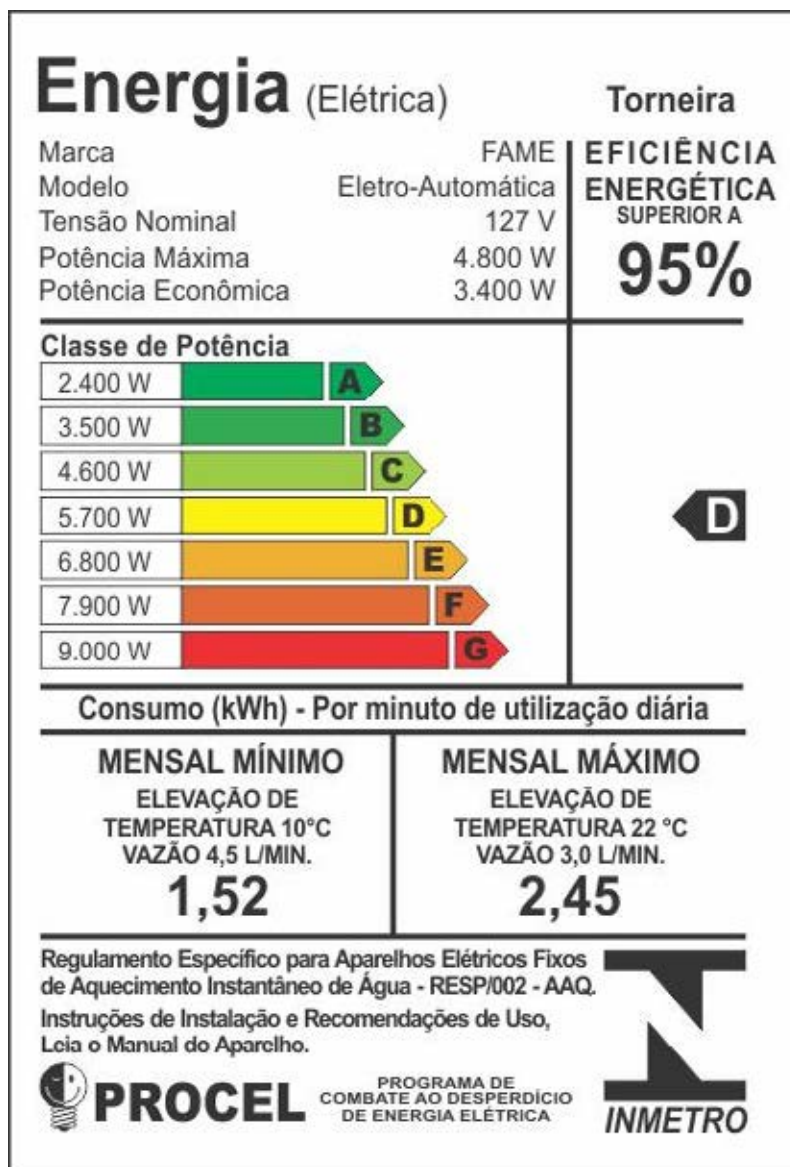 Energia (Elétrica) Torneira
Marca FAME
Modelo Eletro-Automática
Tensão Nominal 127 V
Potência Máxima 4.800 W
Potência Econômica 3.400 W
EFICIÊNCIA
ENERGÉTICA
SUPERIOR A
95%
Classe de Potência
2.400 W A
3.500 W B
4.600 W C
5.700 W D
6.800 W E
7.900 W F
9.000 W G
D
Consumo (kWh) - Por minuto de utilização diária
MENSAL MÍNIMO
ELEVAÇÃO DE
TEMPERATURA 10°C
VAZÃO 4,5 L/MIN.
1,52
MENSAL MÁXIMO
ELEVAÇÃO DE
TEMPERATURA 22 °C
VAZÃO 3,0 L/MIN.
2,45
Regulamento Específico para Aparelhos Elétricos Fixos
de Aquecimento Instantâneo de Água - RESP/002 - AAQ.
Instruções de Instalação e Recomendações de Uso,
Leia o Manual do Aparelho.
PROCEL
PROGRAMA DE
COMBATE AO DESPERDÍCIO
DE ENERGIA ELÉTRICA
INMETRO